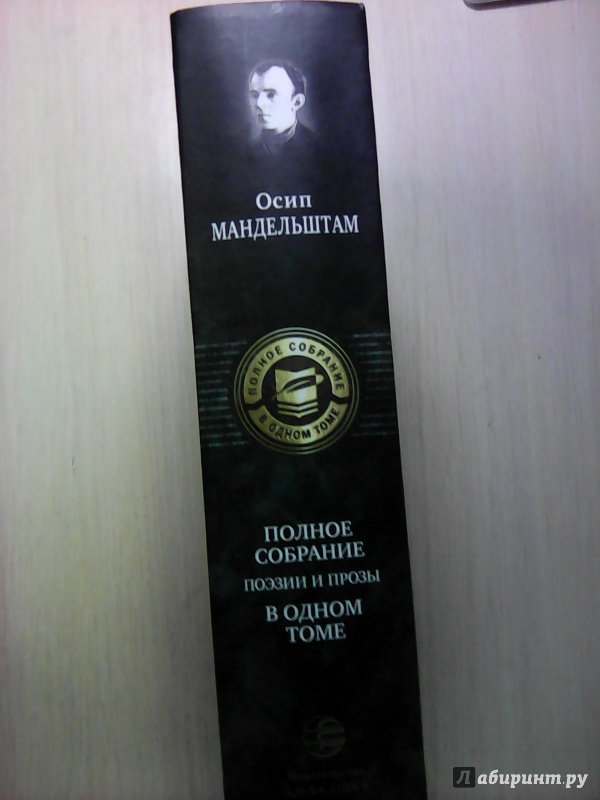 Осип
МАНДЕЛЬШТАМ
ПОЛНОЕ СОБРАНИЕ
В ОДНОМ ТОМЕ
ПОЛНОЕ
СОБРАНИЕ
ПОЭЗИИ И ПРОЗЫ
В ОДНОМ
ТОМЕ
Лабиринт.ру